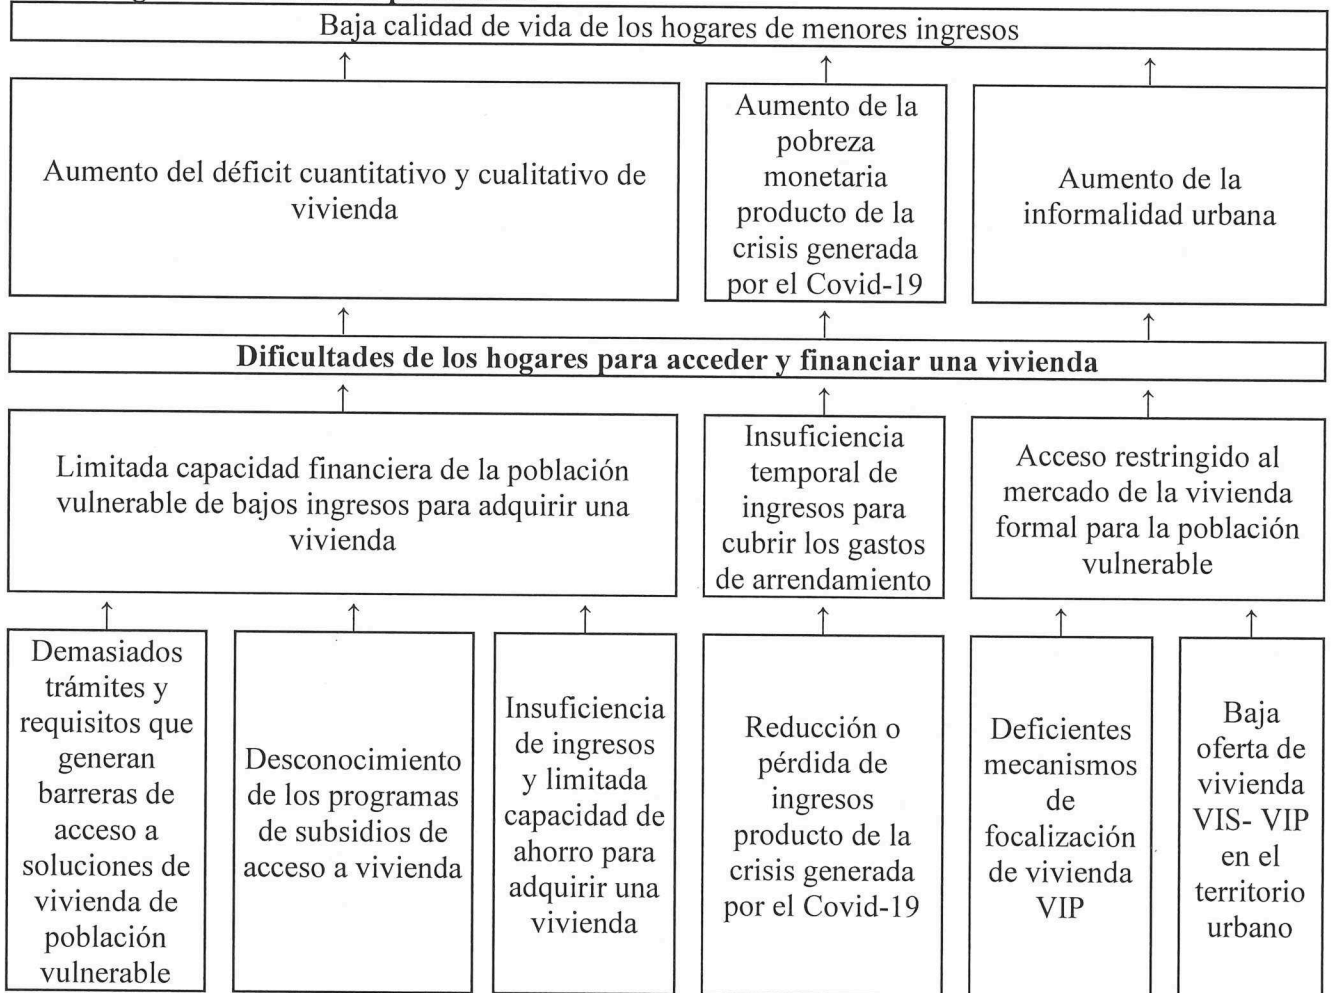 Baja calidad de vida de los hogares de menores ingresos
↑ ↑ ↑
Aumento del déficit cuantitativo y cualitativo de
vivienda
Aumento de la
pobreza
monetaria
producto de la
crisis generada
por el Covid-19
Aumento de la
informalidad urbana
↑ ↑ ↑
Dificultades de los hogares para acceder y financiar una vivienda
↑ ↑ ↑
Limitada capacidad financiera de la población
vulnerable de bajos ingresos para adquirir una
vivienda
Insuficiencia
temporal de
ingresos para
cubrir los gastos
de arrendamiento
Acceso restringido al
mercado de la vivienda
formal para la población
vulnerable
↑ ↑ ↑ ↑ ↑ ↑
Demasiados
trámites y
requisitos que
generan
barreras de
acceso a
soluciones de
vivienda de
población
vulnerable
Desconocimiento
de los programas
de subsidios de
acceso a vivienda
Insuficiencia
de ingresos
y limitada
capacidad de
ahorro para
adquirir una
vivienda
Reducción o
pérdida de
ingresos
producto de la
crisis generada
por el Covid-19
Deficientes
mecanismos
de
focalización
de vivienda
VIP
Baja
oferta de
vivienda
VIS- VIP
en el
territorio
urbano